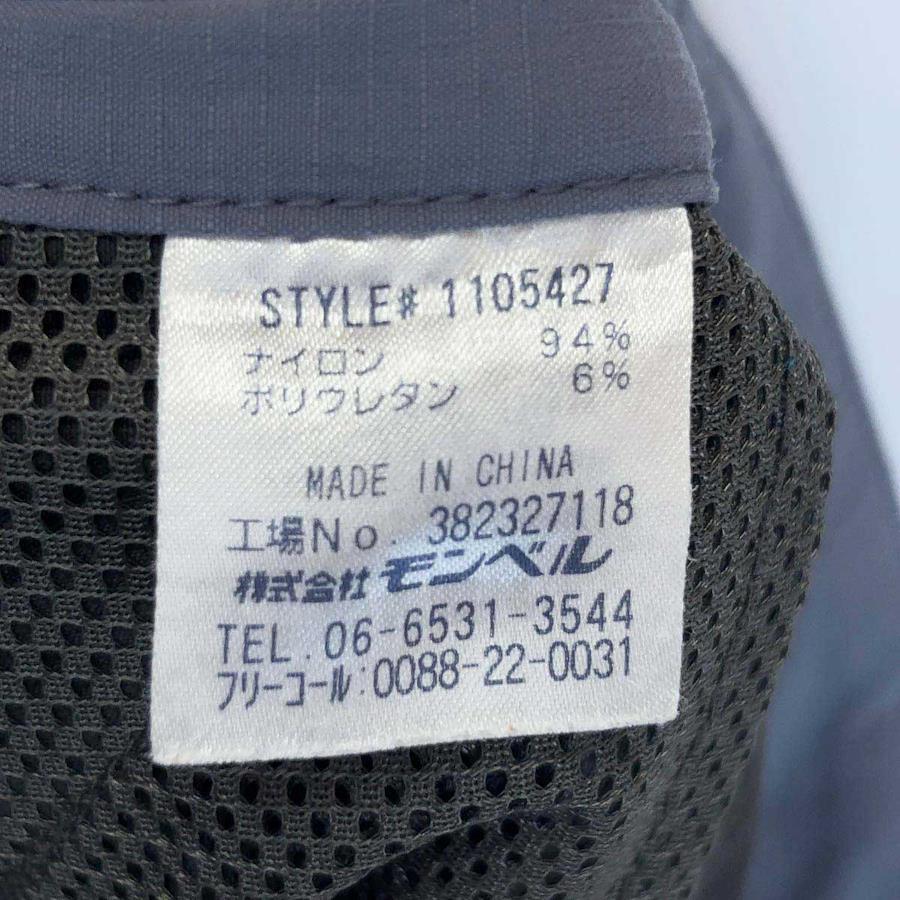 STYLE# 1105427
ナイロン 94%
ポリウレタン 6%
MADE IN CHINA
工場No. 382327118
株式会社 モンベル
TEL. 06-6531-3544
フリーコール:0088-22-0031